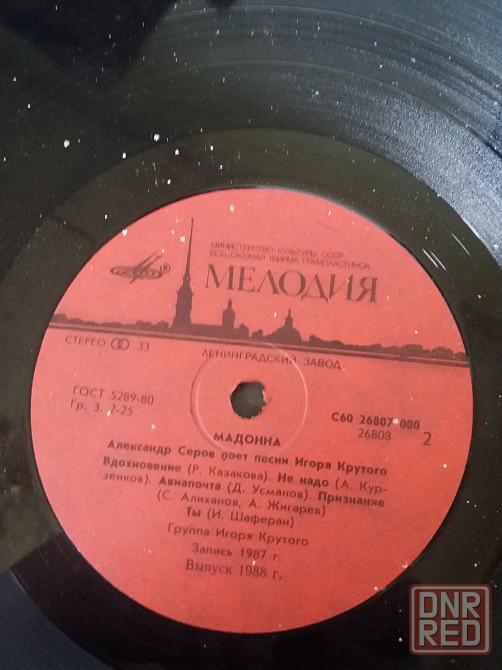 МИНИСТЕРСТВО КУЛЬТУРЫ СССР
ВСЕСОЮЗНАЯ ФИРМА ГРАМПЛАСТИНОК
МЕЛОДИЯ
СТЕРЕО 33
ЛЕНИНГРАДСКИЙ ЗАВОД
ГОСТ 5289-80
Гр. 3. 2-25
С60 26807 000
26808
2
МАДОННА
Александр Серов поет песни Игоря Крутого
Вдохновение (Р. Казакова). Не надо (А. Кур-
зенков). Авиапочта (Д. Усманов). Признание
(С. Алиханов, А. Жигарев)
Ты (И. Шаферан)
Группа Игоря Крутого
Запись 1987 г.
Выпуск 1988 г.
DNR
RED